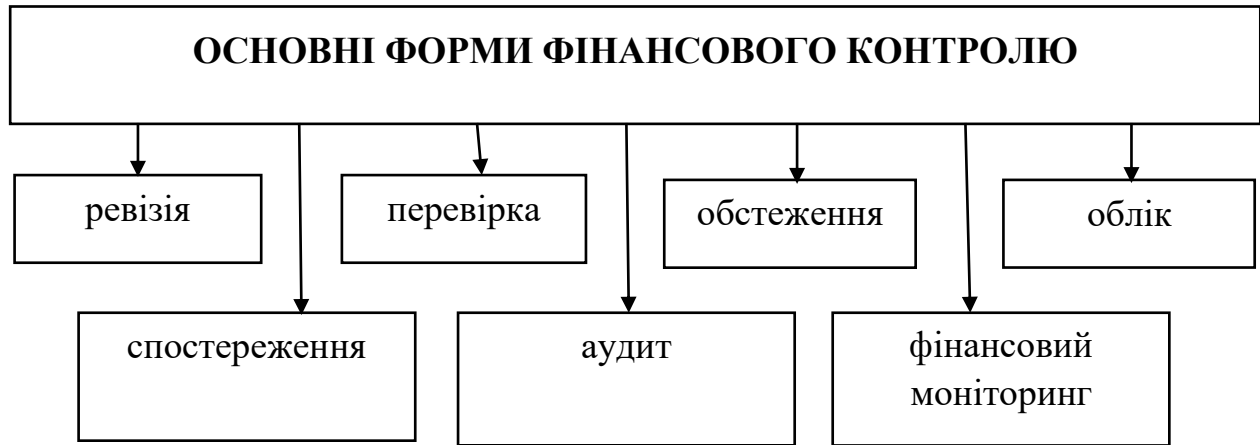 ОСНОВНІ ФОРМИ ФІНАНСОВОГО КОНТРОЛЮ
ревізія
перевірка
обстеження
облік
спостереження
аудит
фінансовий
моніторинг